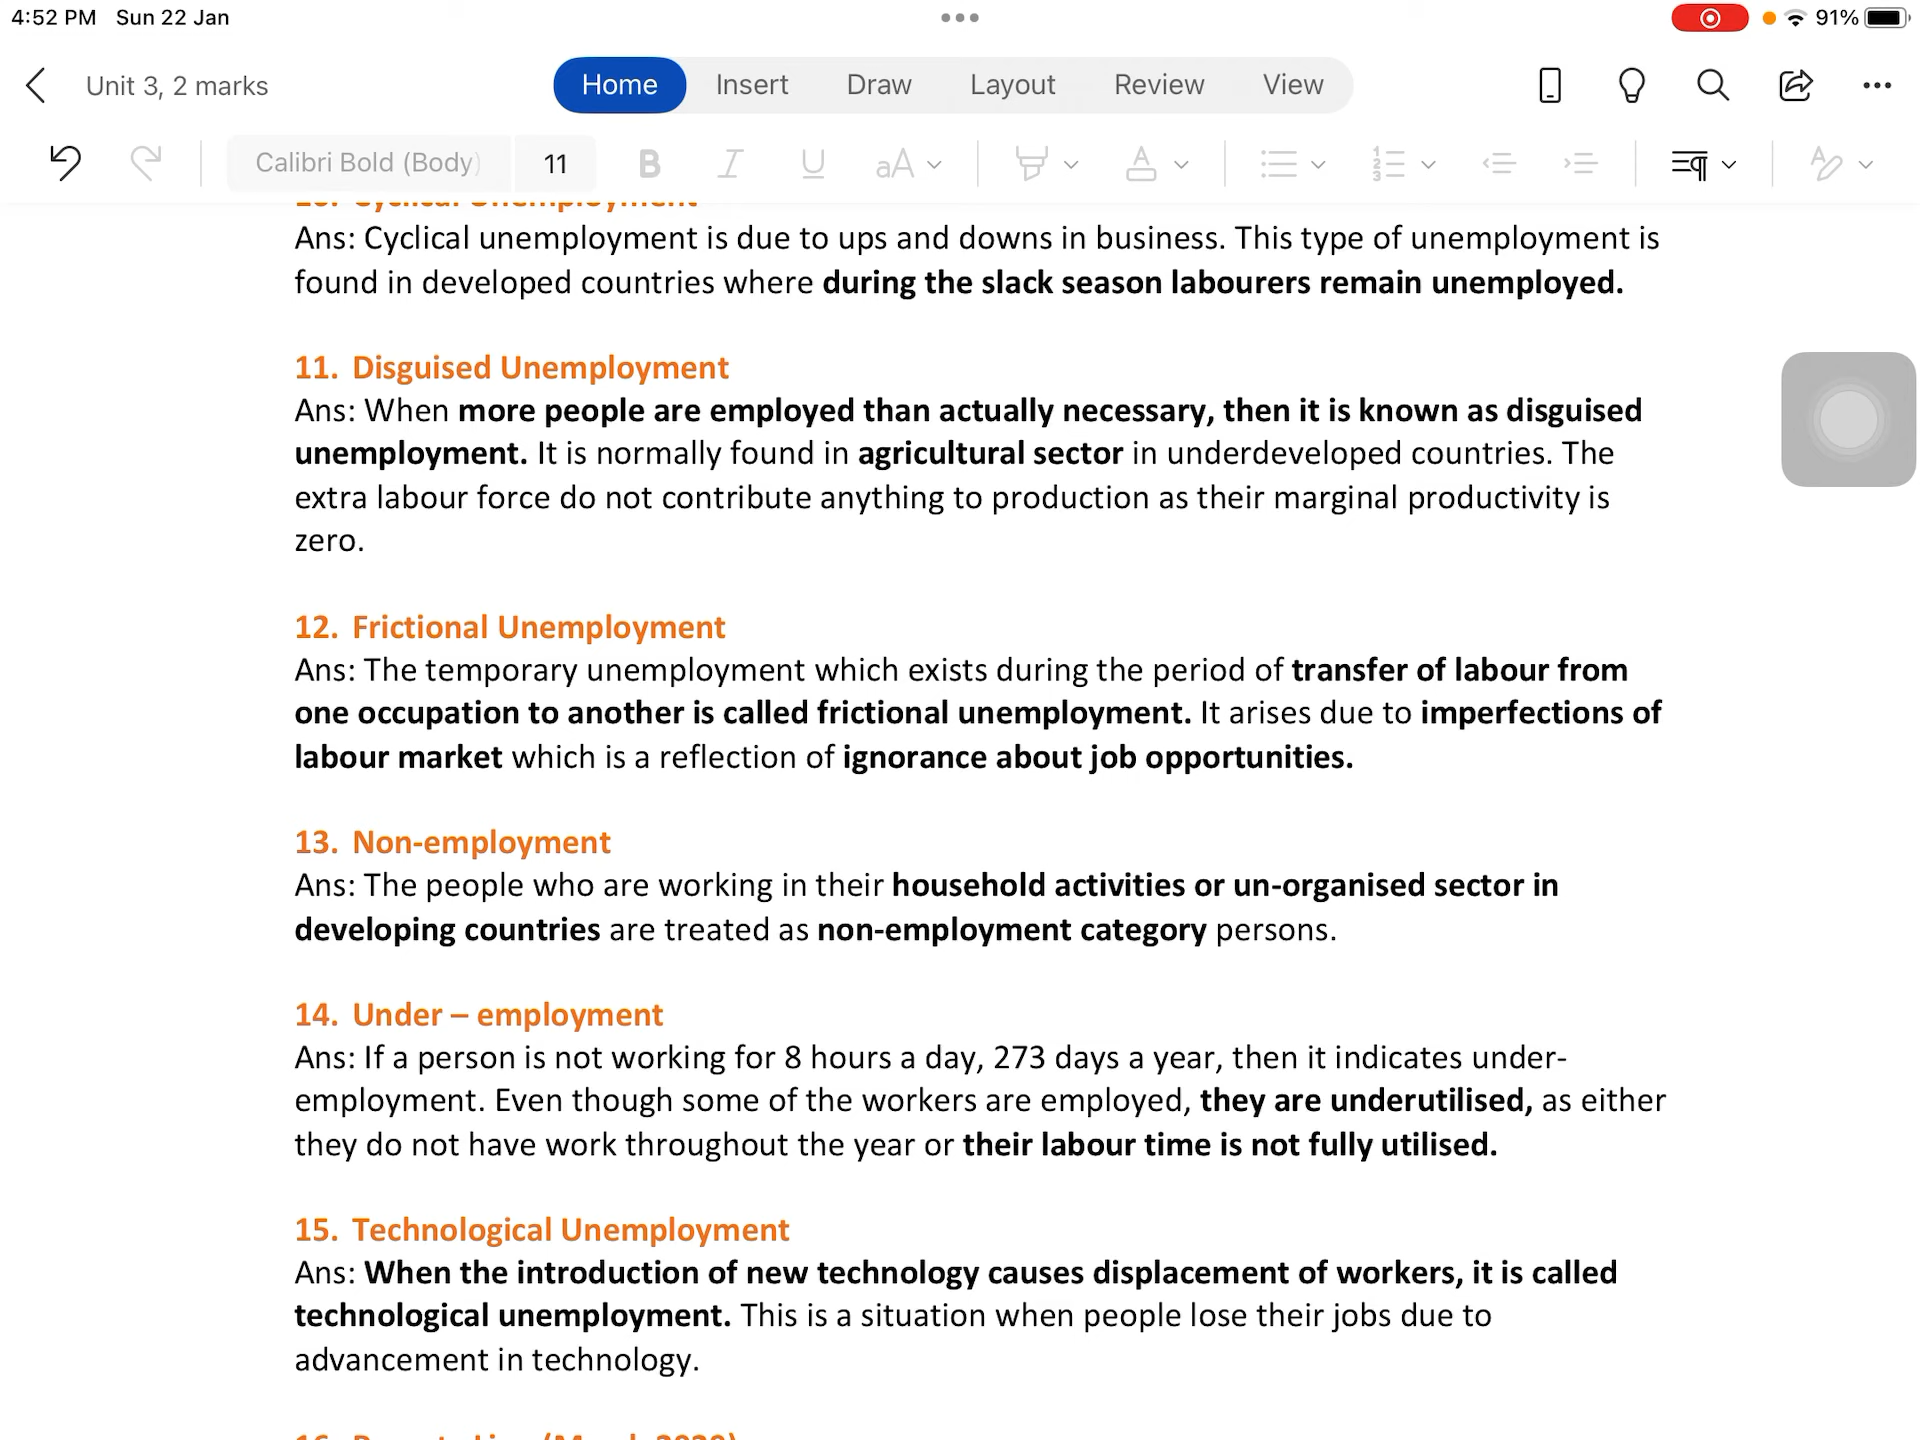 4:52 PM Sun 22 Jan
91%
Unit 3, 2 marks
Home Insert Draw Layout Review View
Calibri Bold (Body) 11 B I U aA A
10. Cyclical Unemployment
Ans: Cyclical unemployment is due to ups and downs in business. This type of unemployment is
found in developed countries where during the slack season labourers remain unemployed.
11. Disguised Unemployment
Ans: When more people are employed than actually necessary, then it is known as disguised
unemployment. It is normally found in agricultural sector in underdeveloped countries. The
extra labour force do not contribute anything to production as their marginal productivity is
zero.
12. Frictional Unemployment
Ans: The temporary unemployment which exists during the period of transfer of labour from
one occupation to another is called frictional unemployment. It arises due to imperfections of
labour market which is a reflection of ignorance about job opportunities.
13. Non-employment
Ans: The people who are working in their household activities or un-organised sector in
developing countries are treated as non-employment category persons.
14. Under – employment
Ans: If a person is not working for 8 hours a day, 273 days a year, then it indicates under-
employment. Even though some of the workers are employed, they are underutilised, as either
they do not have work throughout the year or their labour time is not fully utilised.
15. Technological Unemployment
Ans: When the introduction of new technology causes displacement of workers, it is called
technological unemployment. This is a situation when people lose their jobs due to
advancement in technology.